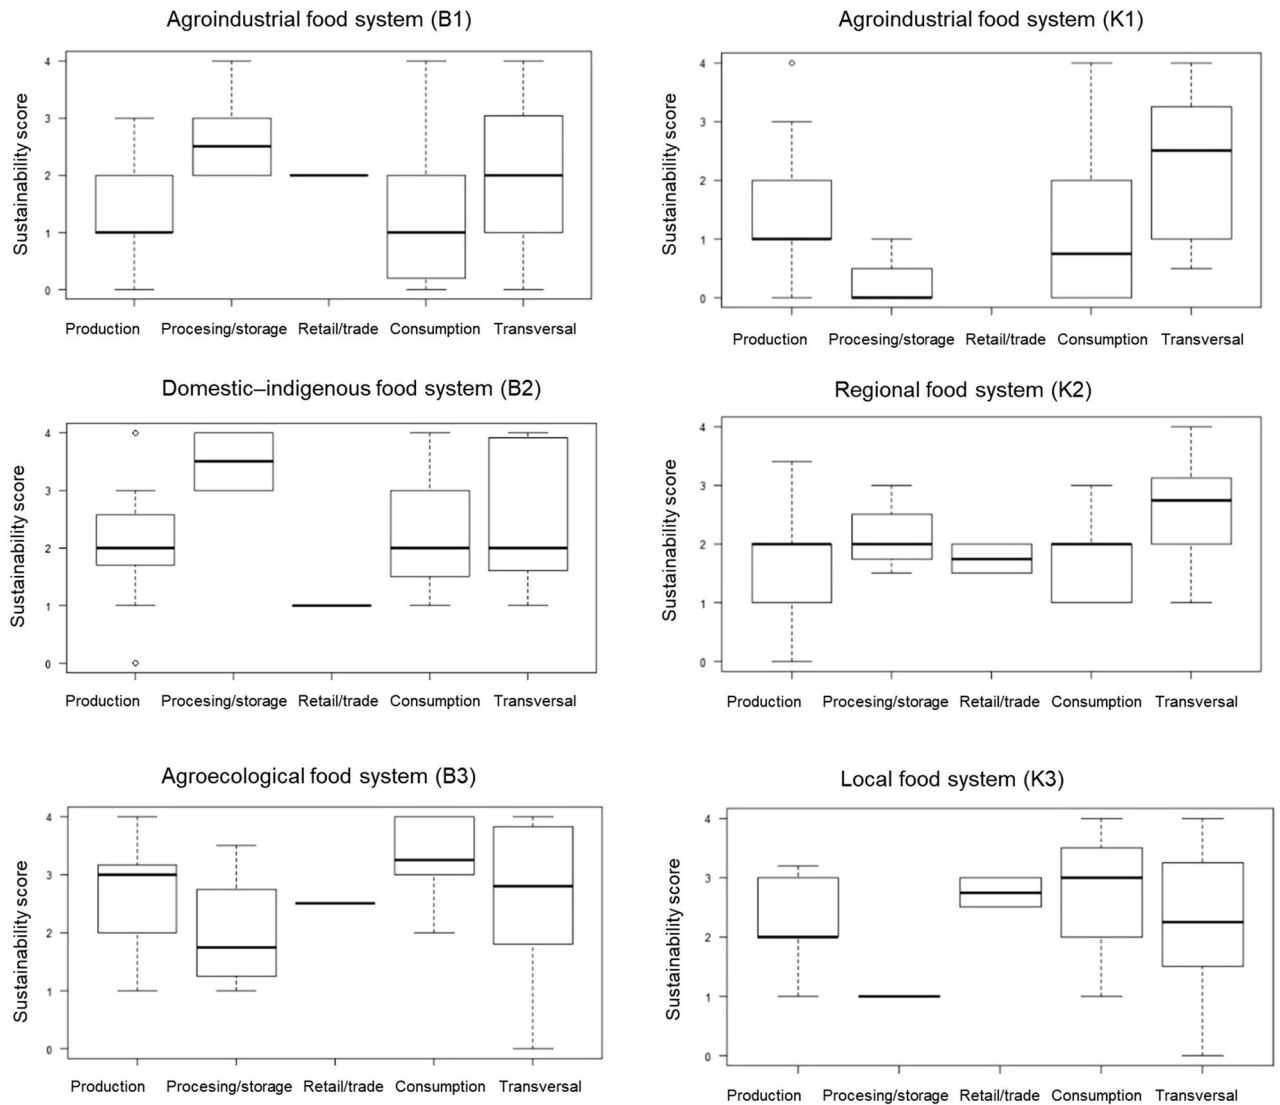 Agroindustrial food system (B1)
Sustainability score
4
3
2
1
0
Production Procesing/storage Retail/trade Consumption Transversal
Agroindustrial food system (K1)
Sustainability score
4
3
2
1
0
Production Procesing/storage Retail/trade Consumption Transversal
Domestic–indigenous food system (B2)
Sustainability score
4
3
2
1
0
Production Procesing/storage Retail/trade Consumption Transversal
Regional food system (K2)
Sustainability score
4
3
2
1
0
Production Procesing/storage Retail/trade Consumption Transversal
Agroecological food system (B3)
Sustainability score
4
3
2
1
0
Production Procesing/storage Retail/trade Consumption Transversal
Local food system (K3)
Sustainability score
4
3
2
1
0
Production Procesing/storage Retail/trade Consumption Transversal